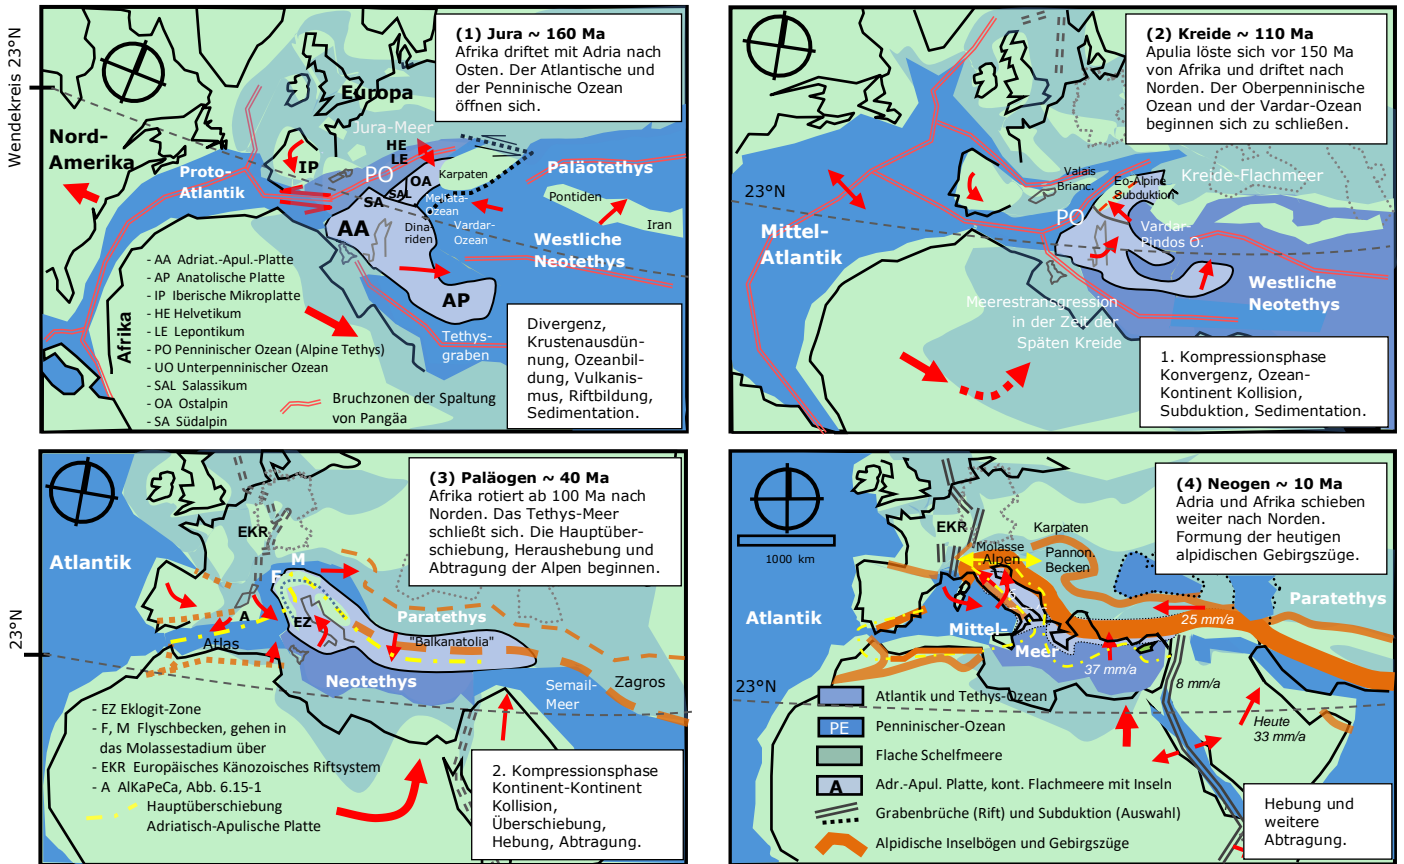 Wendekreis 23°N
(1) Jura ~ 160 Ma
Afrika driftet mit Adria nach
Osten. Der Atlantische und
der Penninische Ozean
öffnen sich.
Europa
Jura-Meer
Nord-
Amerika
HE
LE
IP
PO
OA
SAL
SA
Karpaten
Paläotethys
Proto-
Atlantik
Meliata-
Ozean
Pontiden
Iran
AA
Dina-
riden
Vardar-
Ozean
Westliche
Neotethys
AP
Tethys-
graben
Afrika
- AA Adriat.-Apul.-Platte
- AP Anatolische Platte
- IP Iberische Mikroplatte
- HE Helvetikum
- LE Lepontikum
- PO Penninischer Ozean (Alpine Tethys)
- UO Unterpenninischer Ozean
- SAL Salassikum
- OA Ostalpin
- SA Südalpin
Bruchzonen der Spaltung
von Pangäa
Divergenz,
Krustenausdün-
nung, Ozeanbil-
dung, Vulkanis-
mus, Riftbildung,
Sedimentation.
(2) Kreide ~ 110 Ma
Apulia löste sich vor 150 Ma
von Afrika und driftet nach
Norden. Der Oberpenninische
Ozean und der Vardar-Ozean
beginnen sich zu schließen.
23°N
Valais
Brianc.
Eo-Alpine
Subduktion
Kreide-Flachmeer
PO
Mittel-
Atlantik
Vardar-
Pindos O.
Westliche
Neotethys
Meerestransgression
in der Zeit der
Späten Kreide
1. Kompressionsphase
Konvergenz, Ozean-
Kontinent Kollision,
Subduktion, Sedimentation.
23°N
(3) Paläogen ~ 40 Ma
Afrika rotiert ab 100 Ma nach
Norden. Das Tethys-Meer
schließt sich. Die Hauptüber-
schiebung, Heraushebung und
Abtragung der Alpen beginnen.
EKR
Atlantik
M
F
A
EZ
Paratethys
Atlas
"Balkanatolia"
Neotethys
Semail-
Meer
Zagros
- EZ Eklogit-Zone
- F, M Flyschbecken, gehen in
das Molassestadium über
- EKR Europäisches Känozoisches Riftsystem
- A AlKaPeCa, Abb. 6.15-1
Hauptüberschiebung
Adriatisch-Apulische Platte
2. Kompressionsphase
Kontinent-Kontinent
Kollision,
Überschiebung,
Hebung, Abtragung.
(4) Neogen ~ 10 Ma
Adria und Afrika schieben
weiter nach Norden.
Formung der heutigen
alpidischen Gebirgszüge.
1000 km
EKR
Karpaten
Molasse
Alpen
Pannon.
Becken
Atlantik
Paratethys
25 mm/a
Mittel-
Meer
37 mm/a
8 mm/a
23°N
Heute
33 mm/a
Atlantik und Tethys-Ozean
PE
Penninischer-Ozean
Flache Schelfmeere
A
Adr.-Apul. Platte, kont. Flachmeere mit Inseln
Grabenbrüche (Rift) und Subduktion (Auswahl)
Alpidische Inselbögen und Gebirgszüge
Hebung und
weitere
Abtragung.